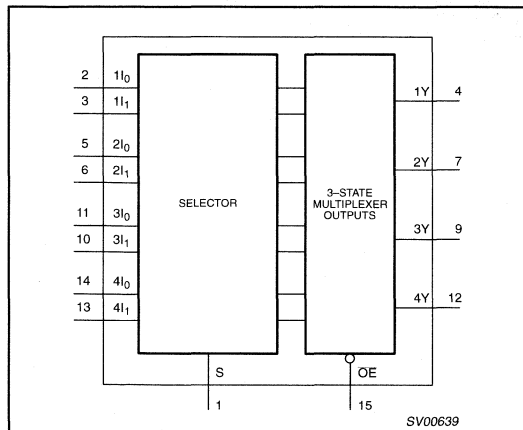 2 1I₀ 1Y 4
3 1I₁
5 2I₀ 2Y 7
6 2I₁
SELECTOR
3–STATE
MULTIPLEXER
OUTPUTS
11 3I₀ 3Y 9
10 3I₁
14 4I₀ 4Y 12
13 4I₁
S O̅E̅
1 15
SV00639